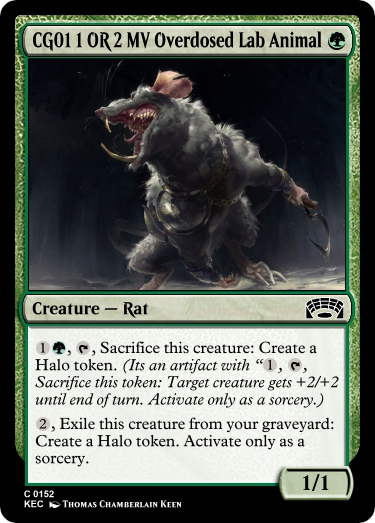 CG01 1 OR 2 MV Overdosed Lab Animal
Creature — Rat
1, Sacrifice this creature: Create a
Halo token. (Its an artifact with “1, ,
Sacrifice this token: Target creature gets +2/+2
until end of turn. Activate only as a sorcery.)
2, Exile this creature from your graveyard:
Create a Halo token. Activate only as a
sorcery.
1/1
C 0152
KEC Thomas Chamberlain Keen